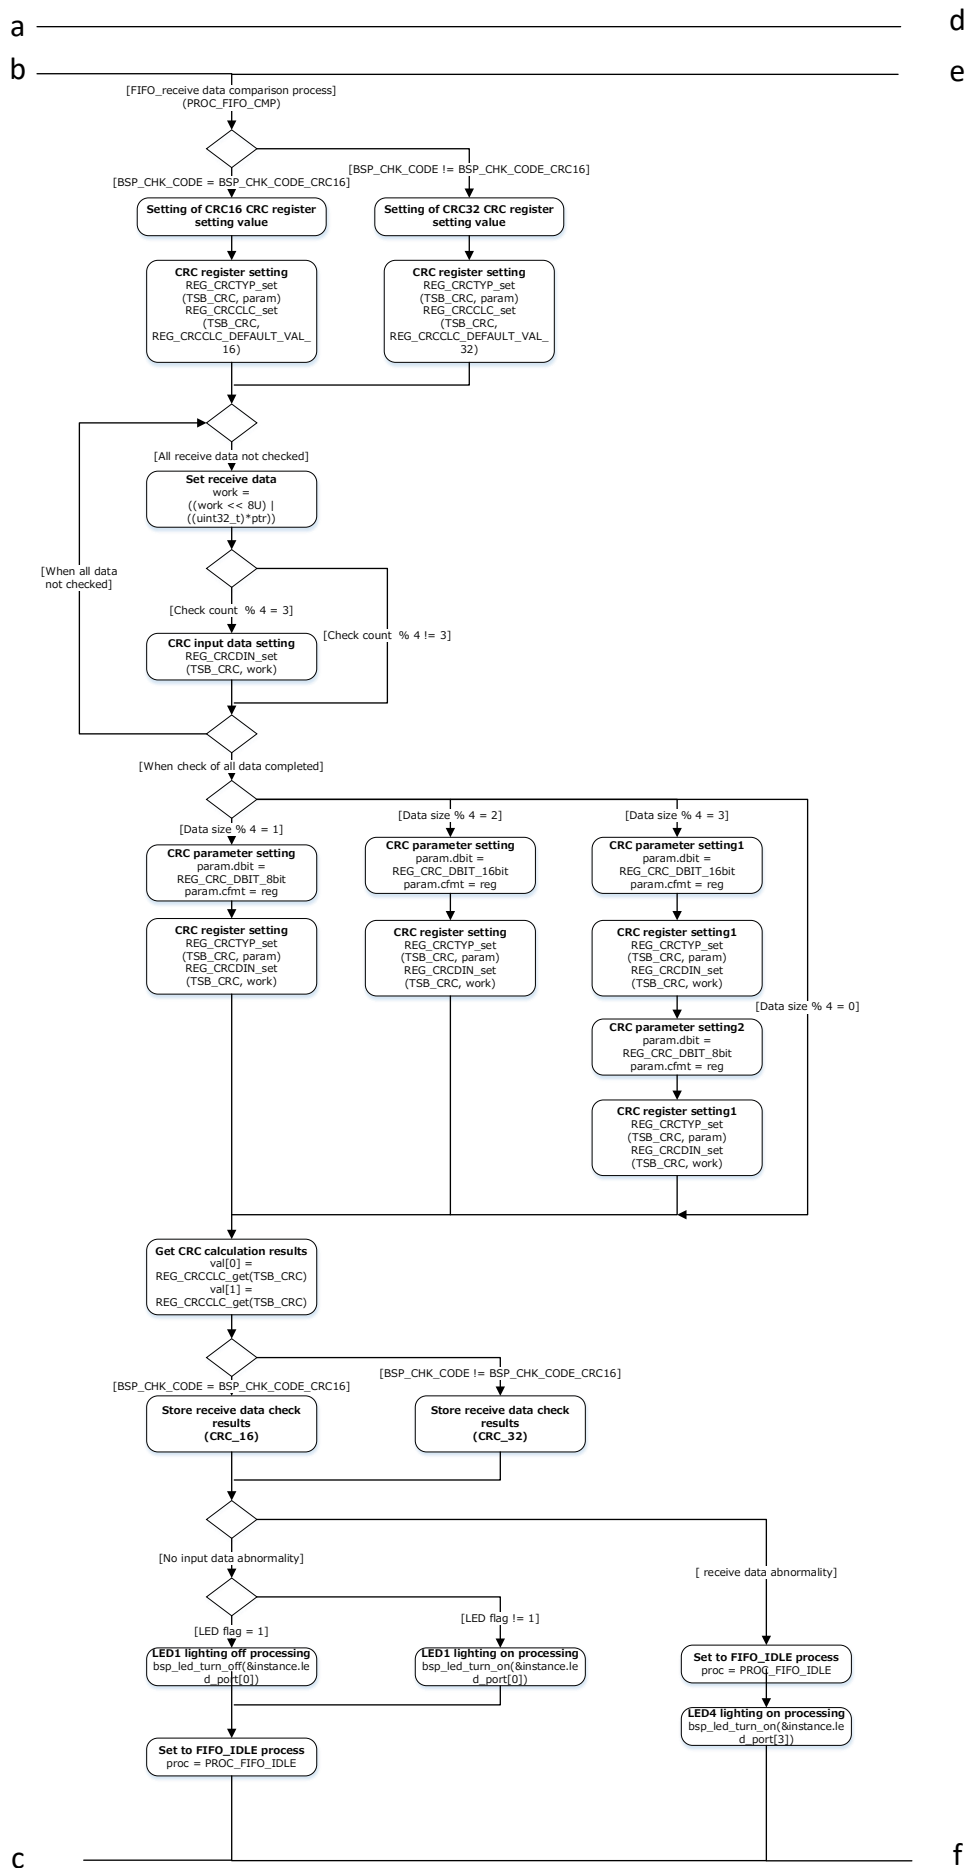 a
d
b
e
[FIFO_receive data comparison process]
(PROC_FIFO_CMP)
[BSP_CHK_CODE = BSP_CHK_CODE_CRC16]
[BSP_CHK_CODE != BSP_CHK_CODE_CRC16]
Setting of CRC16 CRC register
setting value
Setting of CRC32 CRC register
setting value
CRC register setting
REG_CRCTYP_set
(TSB_CRC, param)
REG_CRCCLC_set
(TSB_CRC,
REG_CRCCLC_DEFAULT_VAL_
16)
CRC register setting
REG_CRCTYP_set
(TSB_CRC, param)
REG_CRCCLC_set
(TSB_CRC,
REG_CRCCLC_DEFAULT_VAL_
32)
[All receive data not checked]
Set receive data
work =
((work << 8U) |
((uint32_t)*ptr))
[When all data
not checked]
[Check count  % 4 = 3]
[Check count  % 4 != 3]
CRC input data setting
REG_CRCDIN_set
(TSB_CRC, work)
[When check of all data completed]
[Data size % 4 = 1]
[Data size % 4 = 2]
[Data size % 4 = 3]
CRC parameter setting
param.dbit =
REG_CRC_DBIT_8bit
param.cfmt = reg
CRC parameter setting
param.dbit =
REG_CRC_DBIT_16bit
param.cfmt = reg
CRC parameter setting1
param.dbit =
REG_CRC_DBIT_16bit
param.cfmt = reg
CRC register setting
REG_CRCTYP_set
(TSB_CRC, param)
REG_CRCDIN_set
(TSB_CRC, work)
CRC register setting
REG_CRCTYP_set
(TSB_CRC, param)
REG_CRCDIN_set
(TSB_CRC, work)
CRC register setting1
REG_CRCTYP_set
(TSB_CRC, param)
REG_CRCDIN_set
(TSB_CRC, work)
[Data size % 4 = 0]
CRC parameter setting2
param.dbit =
REG_CRC_DBIT_8bit
param.cfmt = reg
CRC register setting1
REG_CRCTYP_set
(TSB_CRC, param)
REG_CRCDIN_set
(TSB_CRC, work)
Get CRC calculation results
val[0] =
REG_CRCCLC_get(TSB_CRC)
val[1] =
REG_CRCCLC_get(TSB_CRC)
[BSP_CHK_CODE = BSP_CHK_CODE_CRC16]
[BSP_CHK_CODE != BSP_CHK_CODE_CRC16]
Store receive data check
results
(CRC_16)
Store receive data check
results
(CRC_32)
[No input data abnormality]
[ receive data abnormality]
[LED flag = 1]
[LED flag != 1]
LED1 lighting off processing
bsp_led_turn_off(&instance.le
d_port[0])
LED1 lighting on processing
bsp_led_turn_on(&instance.le
d_port[0])
Set to FIFO_IDLE process
proc = PROC_FIFO_IDLE
LED4 lighting on processing
bsp_led_turn_on(&instance.le
d_port[3])
Set to FIFO_IDLE process
proc = PROC_FIFO_IDLE
c
f